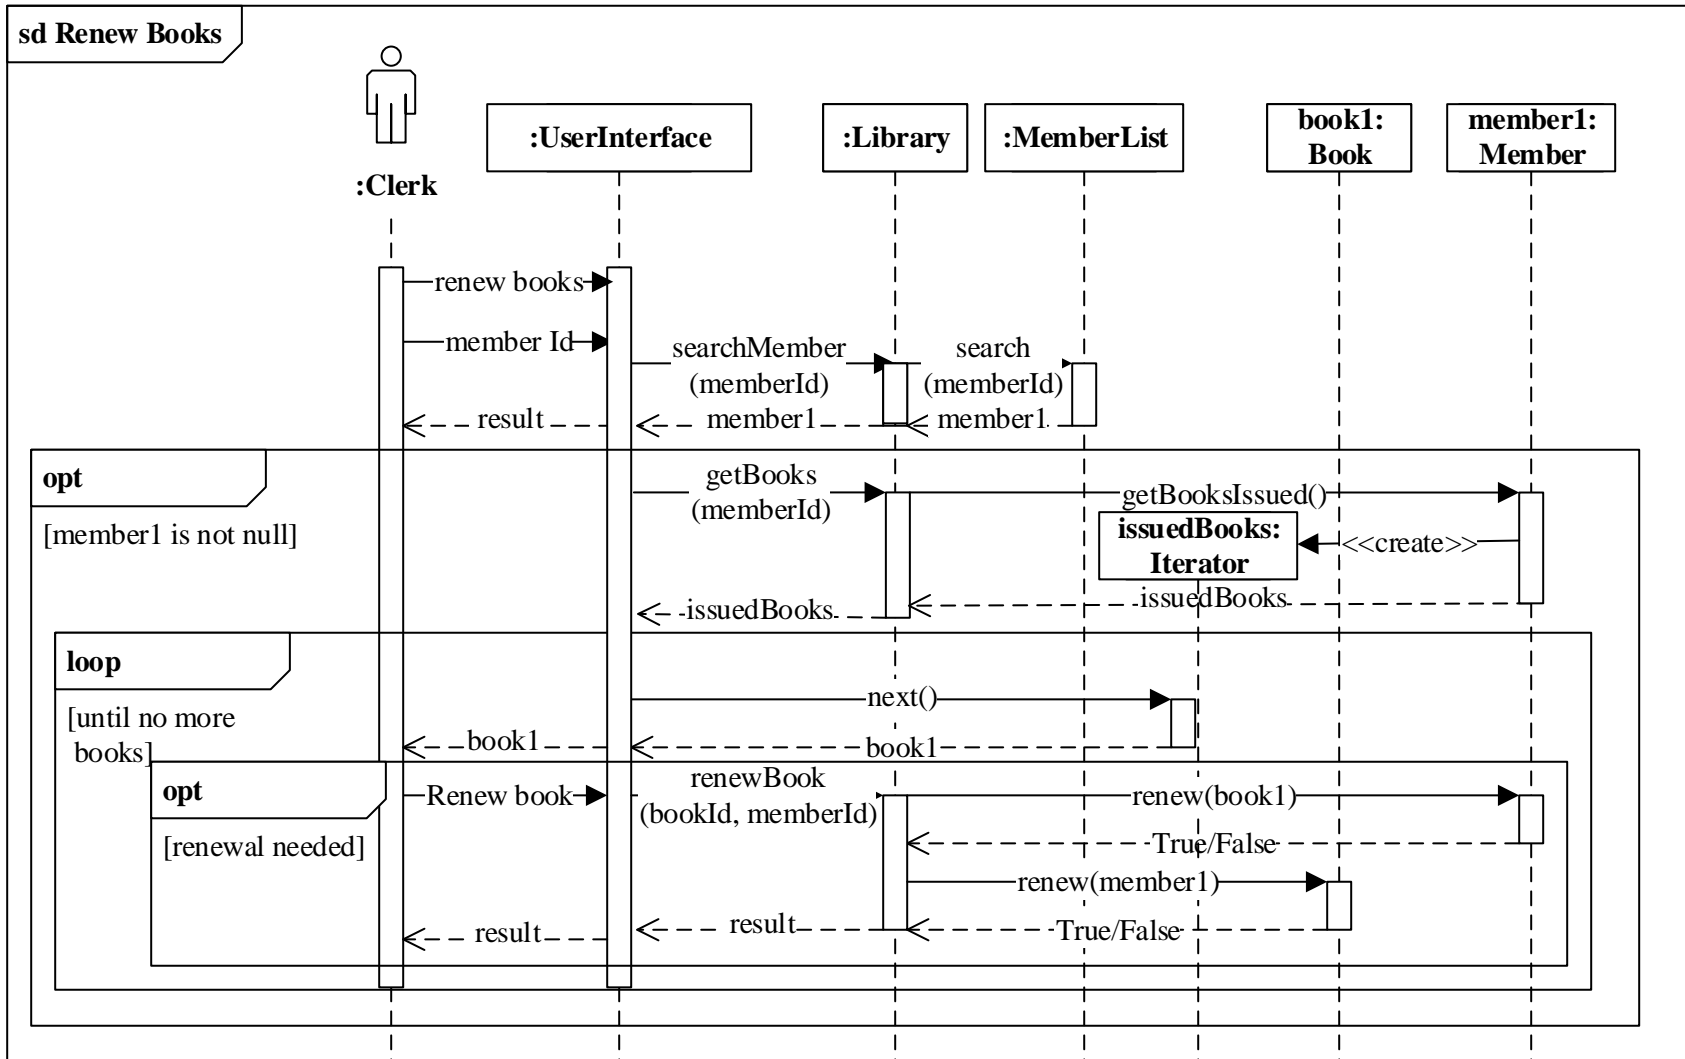 sd Renew Books
:Clerk
:UserInterface
:Library
:MemberList
book1:
Book
member1:
Member
renew books
member Id
searchMember
(memberId)
search
(memberId)
result
member1
member1
opt
[member1 is not null]
getBooks
(memberId)
getBooksIssued()
issuedBooks:
Iterator
<<create>>
issuedBooks
issuedBooks
loop
[until no more
books]
next()
book1
book1
opt
[renewal needed]
Renew book
renewBook
(bookId, memberId)
renew(book1)
True/False
renew(member1)
result
result
True/False